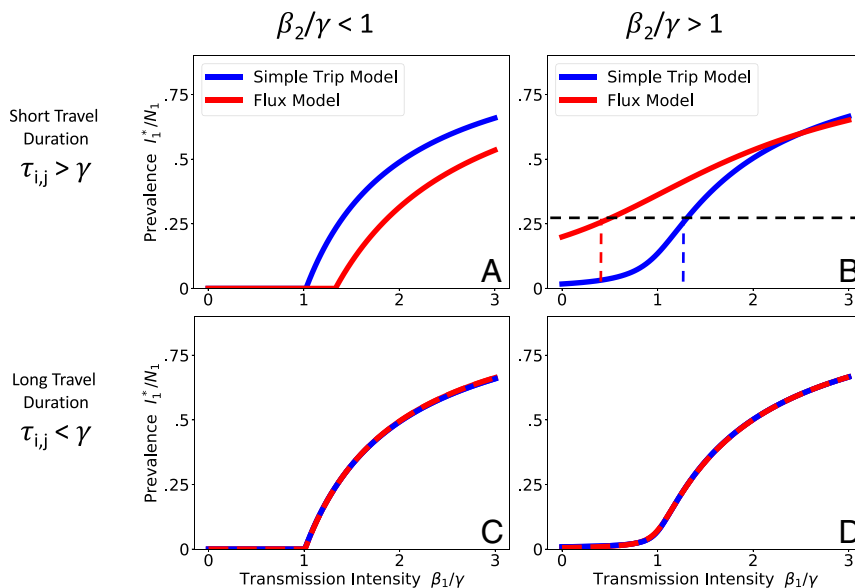 β₂/γ < 1
β₂/γ > 1
Short Travel
Duration
τi,j > γ
Prevalence I₁*/N₁
.75
.5
.25
0
Simple Trip Model
Flux Model
A
0 1 2 3
.75
.5
.25
0
Simple Trip Model
Flux Model
B
0 1 2 3
Long Travel
Duration
τi,j < γ
Prevalence I₁*/N₁
.75
.5
.25
0
C
0 1 2 3
Transmission Intensity β₁/γ
.75
.5
.25
0
D
0 1 2 3
Transmission Intensity β₁/γ